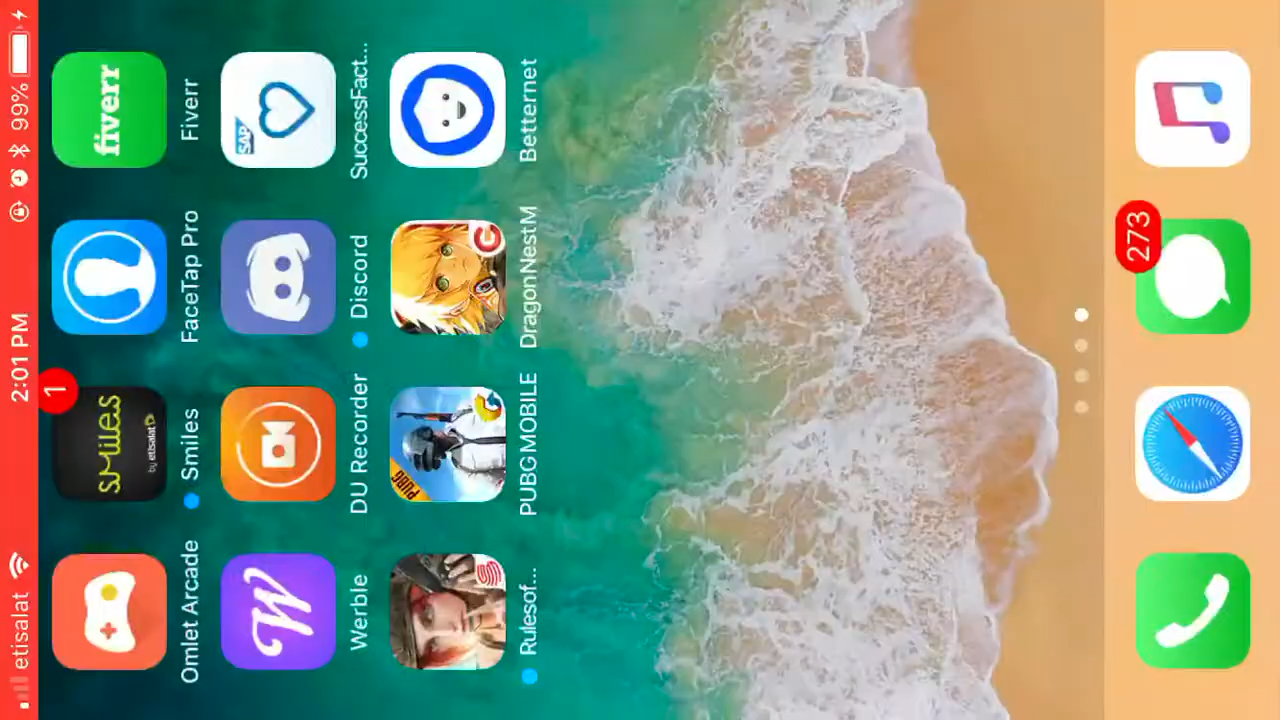 etisalat 2:01 PM 99%
SMiLES
by etisalat
1
fiverr
Omlet Arcade Smiles FaceTap Pro Fiverr
W
SAP
Werble DU Recorder Discord SuccessFact...
PUBG
G
Rulesof... PUBG MOBILE DragonNestM Betternet
273